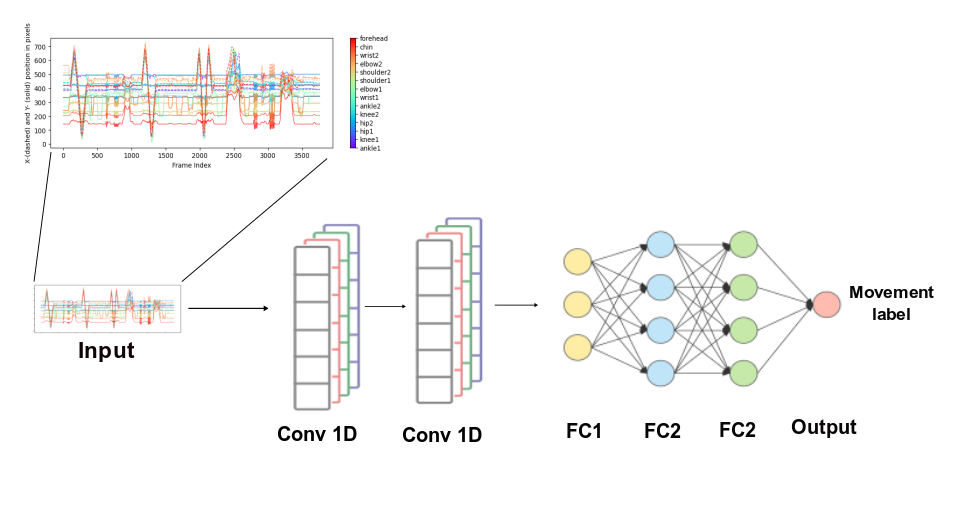 X-(dashed) and Y- (solid) position in pixels
700
600
500
400
300
200
100
0
0 500 1000 1500 2000 2500 3000 3500
Frame Index
forehead
chin
wrist2
elbow2
shoulder2
shoulder1
elbow1
wrist1
ankle2
knee2
hip2
hip1
knee1
ankle1
Input
Conv 1D
Conv 1D
FC1
FC2
FC2
Output
Movement
label